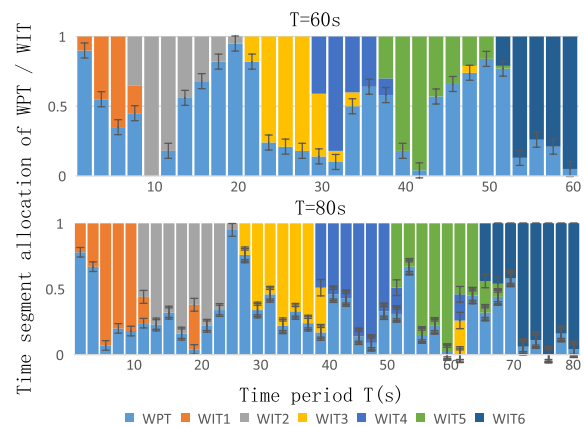 T=60s
Time segment allocation of WPT / WIT
1
0.5
0
10 20 30 40 50 60
T=80s
1
0.5
0
10 20 30 40 50 60 70 80
Time period T(s)
WPT WIT1 WIT2 WIT3 WIT4 WIT5 WIT6